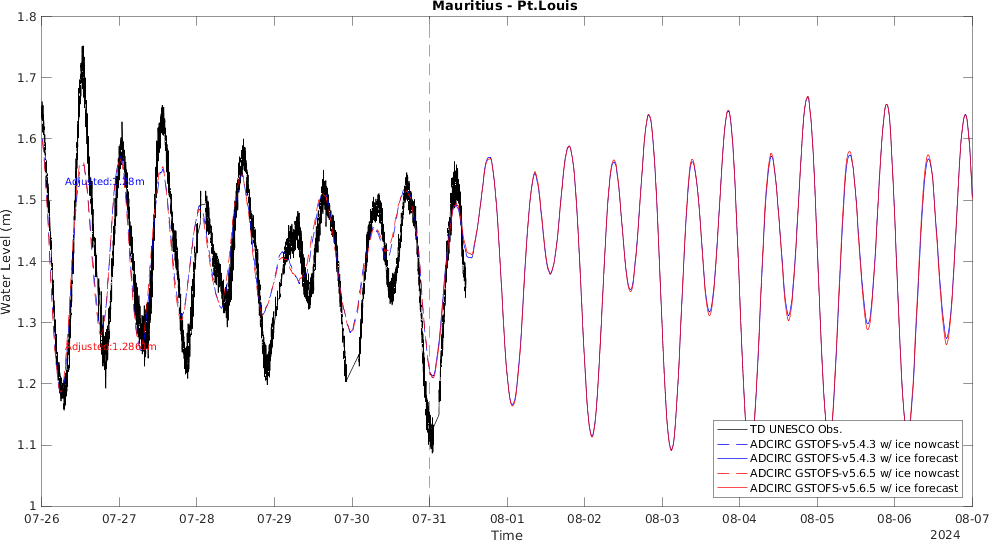 Mauritius - Pt.Louis
1.8
1.7
1.6
1.5
1.4
1.3
1.2
1.1
1
Water Level (m)
Adjusted:1.28m
Adjusted:1.286
TD UNESCO Obs.
ADCIRC GSTOFS-v5.4.3 w/ ice nowcast
ADCIRC GSTOFS-v5.4.3 w/ ice forecast
ADCIRC GSTOFS-v5.6.5 w/ ice nowcast
ADCIRC GSTOFS-v5.6.5 w/ ice forecast
07-26 07-27 07-28 07-29 07-30 07-31 08-01 08-02 08-03 08-04 08-05 08-06 08-07
Time
2024